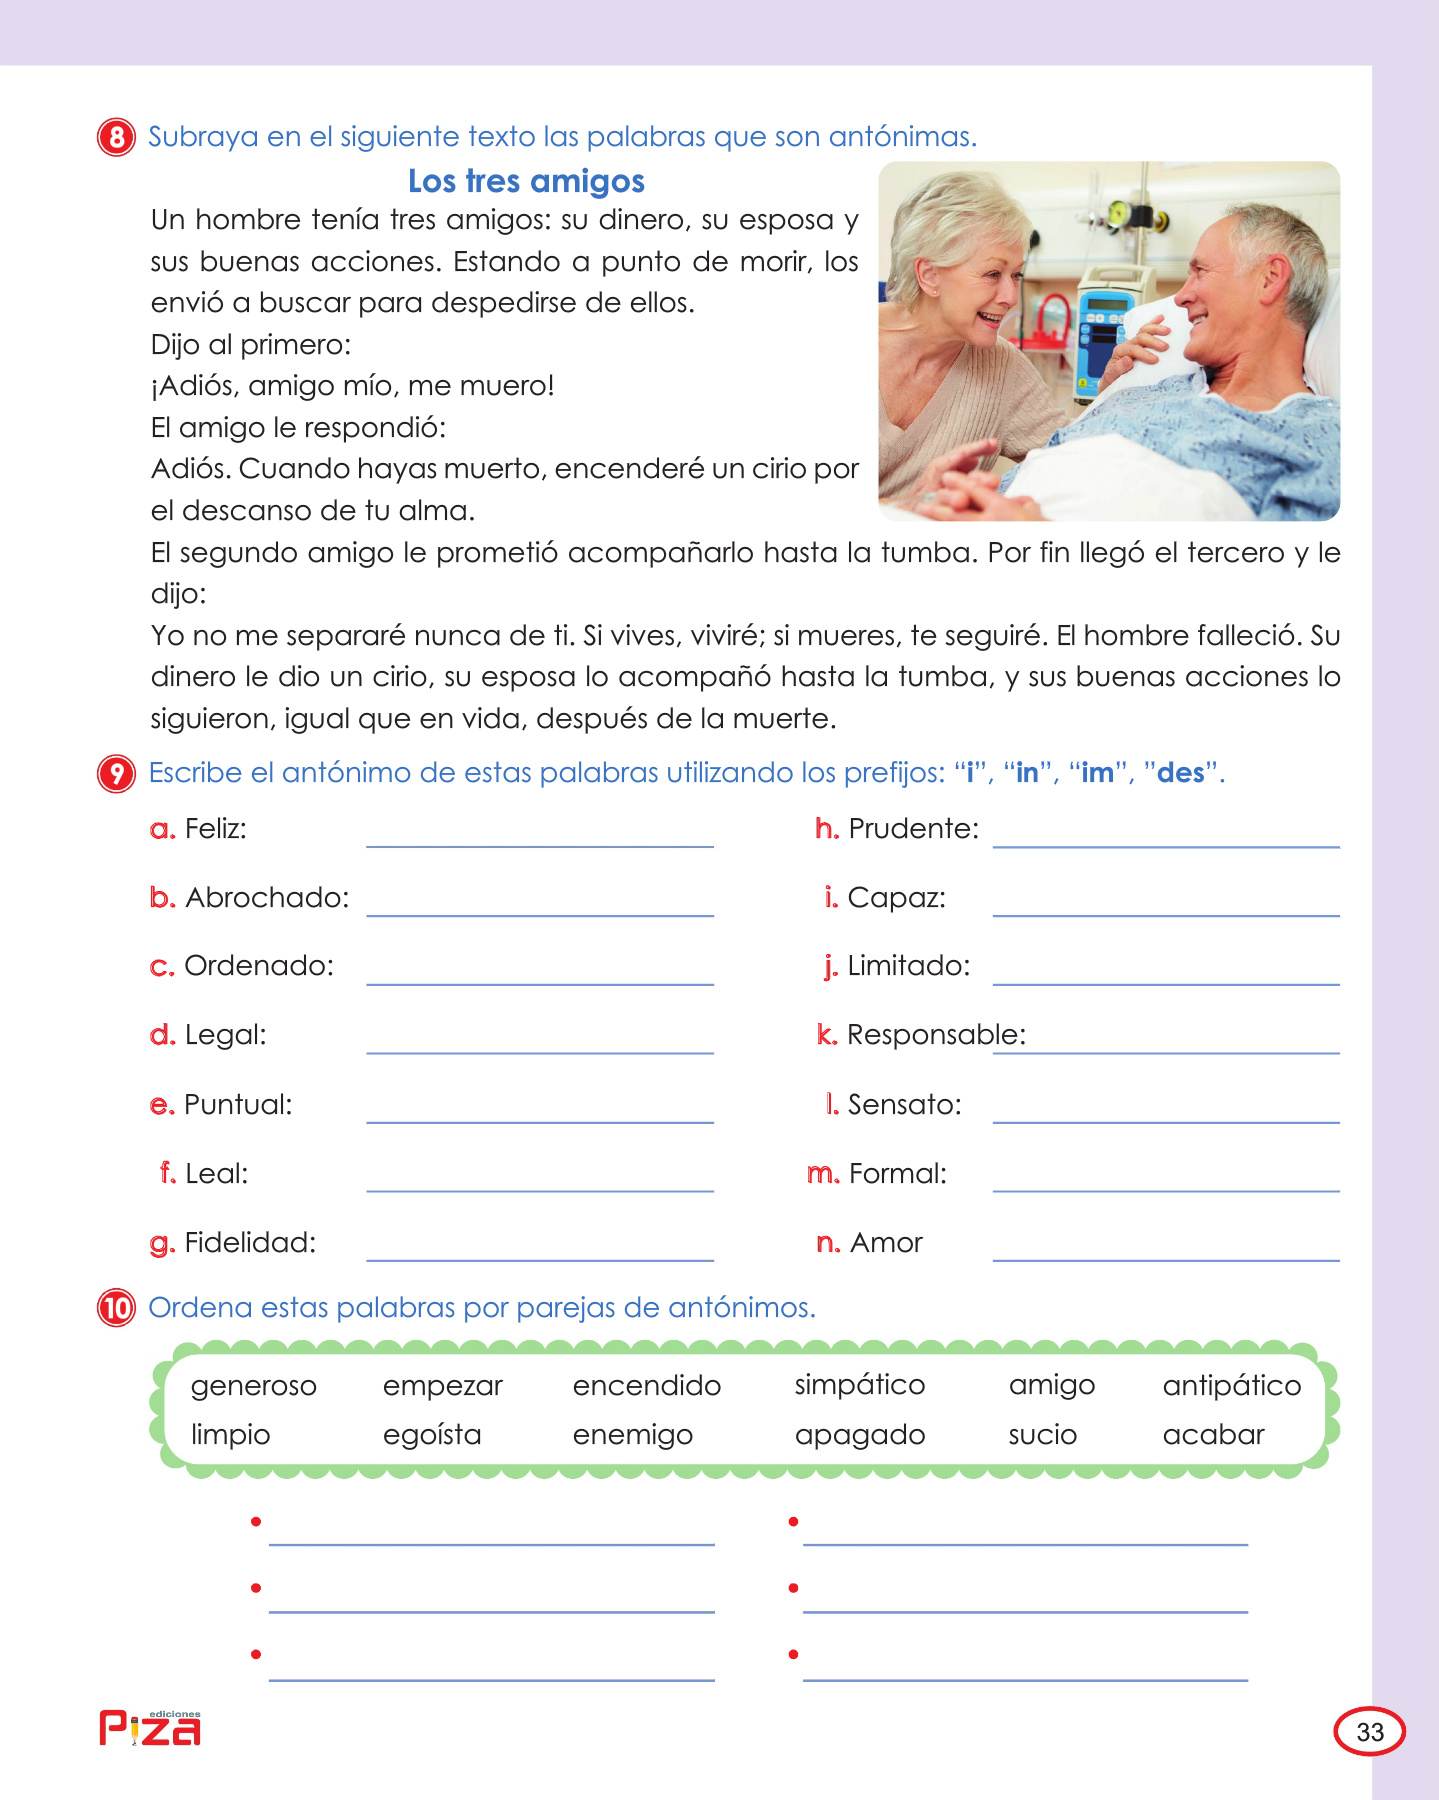 8 Subraya en el siguiente texto las palabras que son antónimas.
Los tres amigos
Un hombre tenía tres amigos: su dinero, su esposa y
sus buenas acciones. Estando a punto de morir, los
envió a buscar para despedirse de ellos.
Dijo al primero:
¡Adiós, amigo mío, me muero!
El amigo le respondió:
Adiós. Cuando hayas muerto, encenderé un cirio por
el descanso de tu alma.
El segundo amigo le prometió acompañarlo hasta la tumba. Por fin llegó el tercero y le
dijo:
Yo no me separaré nunca de ti. Si vives, viviré; si mueres, te seguiré. El hombre falleció. Su
dinero le dio un cirio, su esposa lo acompañó hasta la tumba, y sus buenas acciones lo
siguieron, igual que en vida, después de la muerte.
9 Escribe el antónimo de estas palabras utilizando los prefijos: “i”, “in”, “im”, ”des”.
a. Feliz:
b. Abrochado:
c. Ordenado:
d. Legal:
e. Puntual:
f. Leal:
g. Fidelidad:
h. Prudente:
i. Capaz:
j. Limitado:
k. Responsable:
l. Sensato:
m. Formal:
n. Amor
10 Ordena estas palabras por parejas de antónimos.
generoso empezar encendido simpático amigo antipático
limpio egoísta enemigo apagado sucio acabar
•
•
•
•
•
•
ediciones
Piza
33